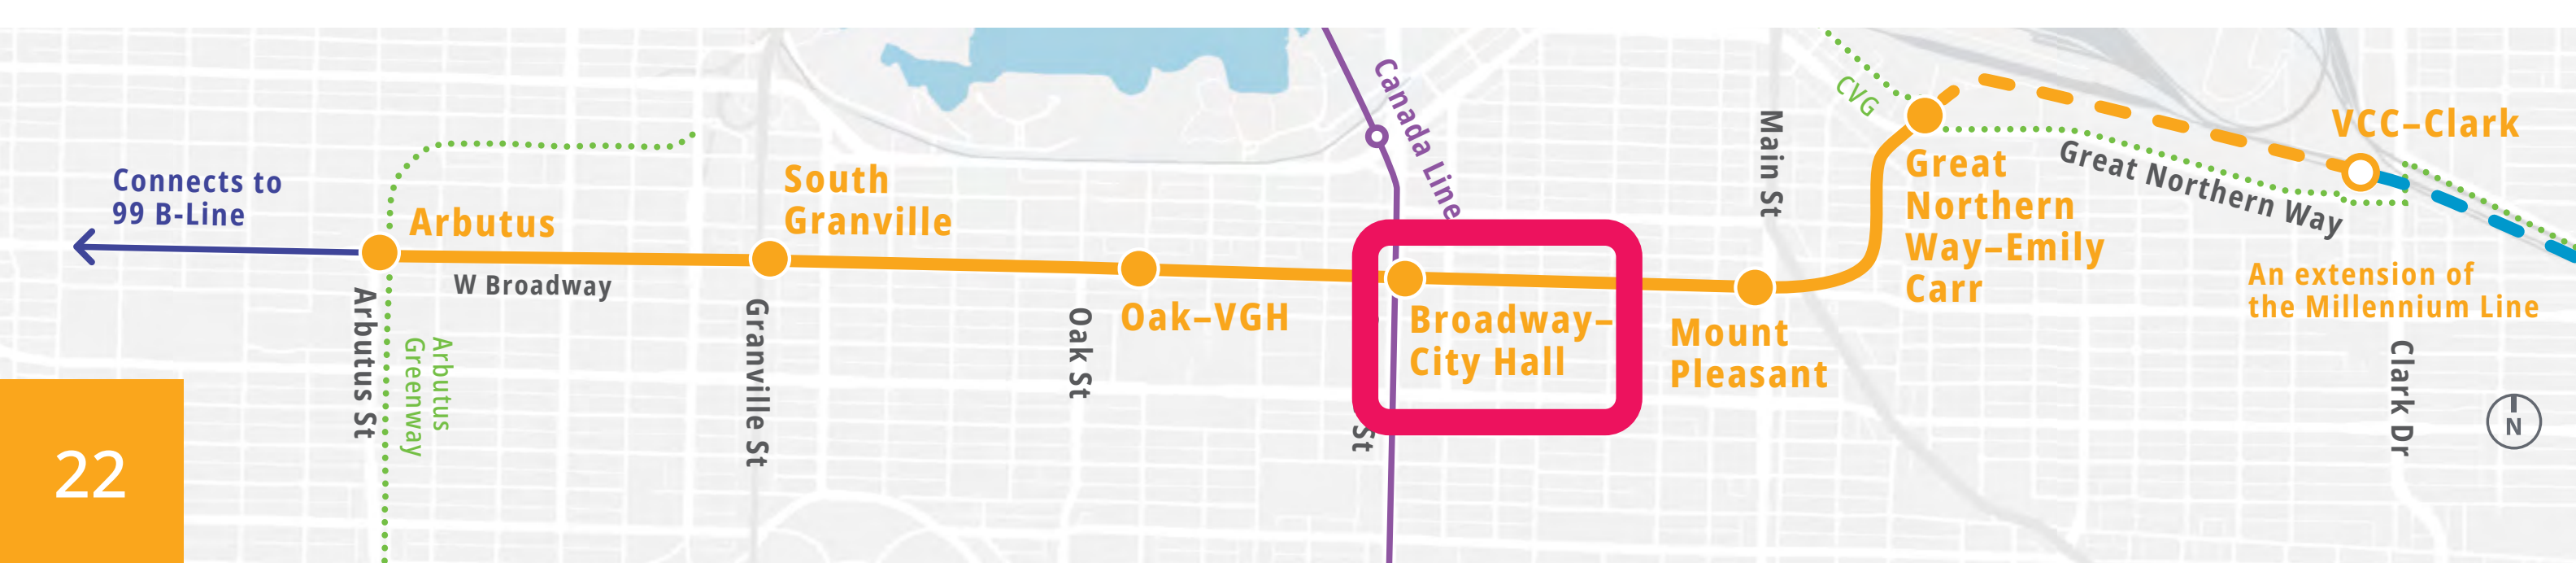 Connects to
99 B-Line
Arbutus
W Broadway
Arbutus St
Arbutus
Greenway
South
Granville
Granville St
Oak St
Oak–VGH
Canada Line
Broadway–
City Hall
St
Main St
Mount
Pleasant
CVG
Great
Northern
Way–Emily
Carr
Great Northern Way
VCC–Clark
An extension of
the Millennium Line
Clark Dr
N
22